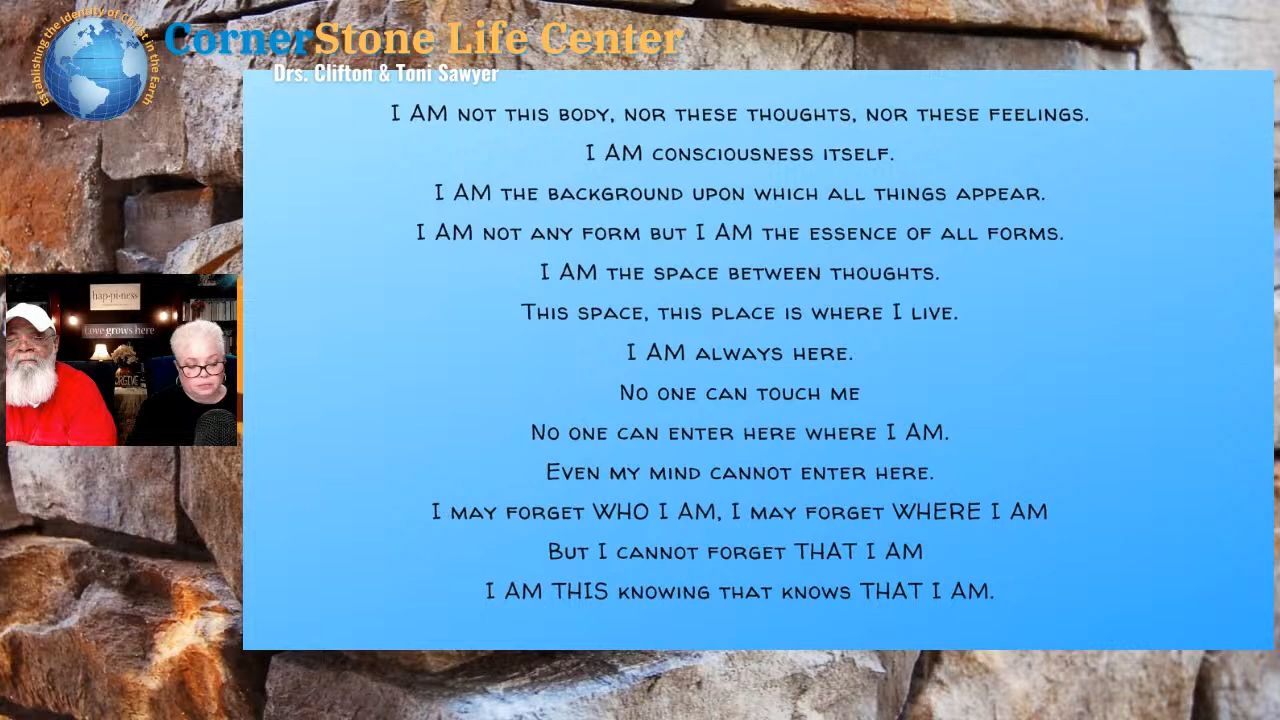 Establishing the Identity of Christ in the Earth
CornerStone Life Center
Drs. Clifton & Toni Sawyer
I AM NOT THIS BODY, NOR THESE THOUGHTS, NOR THESE FEELINGS.
I AM CONSCIOUSNESS ITSELF.
I AM THE BACKGROUND UPON WHICH ALL THINGS APPEAR.
I AM NOT ANY FORM BUT I AM THE ESSENCE OF ALL FORMS.
I AM THE SPACE BETWEEN THOUGHTS.
THIS SPACE, THIS PLACE IS WHERE I LIVE.
I AM ALWAYS HERE.
NO ONE CAN TOUCH ME
NO ONE CAN ENTER HERE WHERE I AM.
EVEN MY MIND CANNOT ENTER HERE.
I MAY FORGET WHO I AM, I MAY FORGET WHERE I AM
BUT I CANNOT FORGET THAT I AM
I AM THIS KNOWING THAT KNOWS THAT I AM.
hap·pi·ness
Love grows here